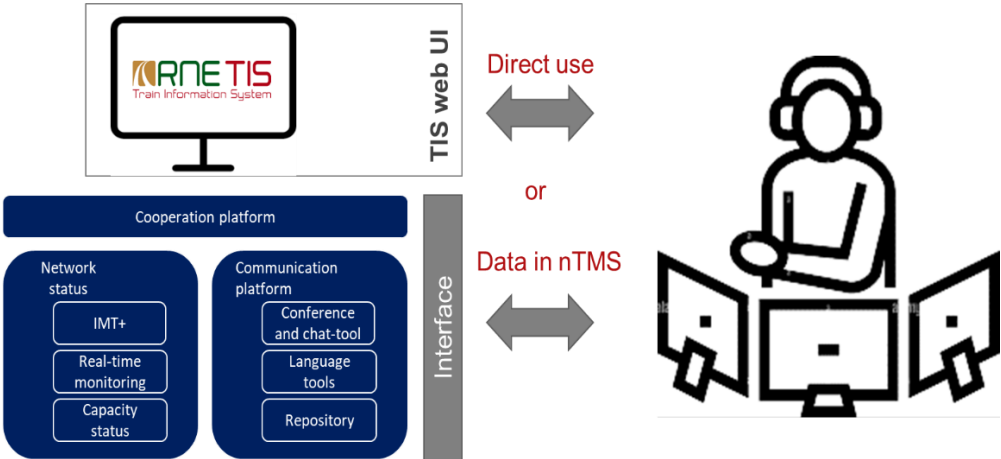 RNE TIS
Train Information System
TIS web UI
Direct use
or
Data in nTMS
Cooperation platform
Interface
Network
status
IMT+
Real-time
monitoring
Capacity
status
Communication
platform
Conference
and chat-tool
Language
tools
Repository